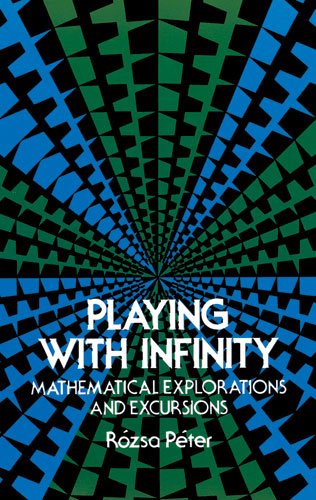 PLAYING
WITH INFINITY
MATHEMATICAL EXPLORATIONS
AND EXCURSIONS
Rózsa Péter